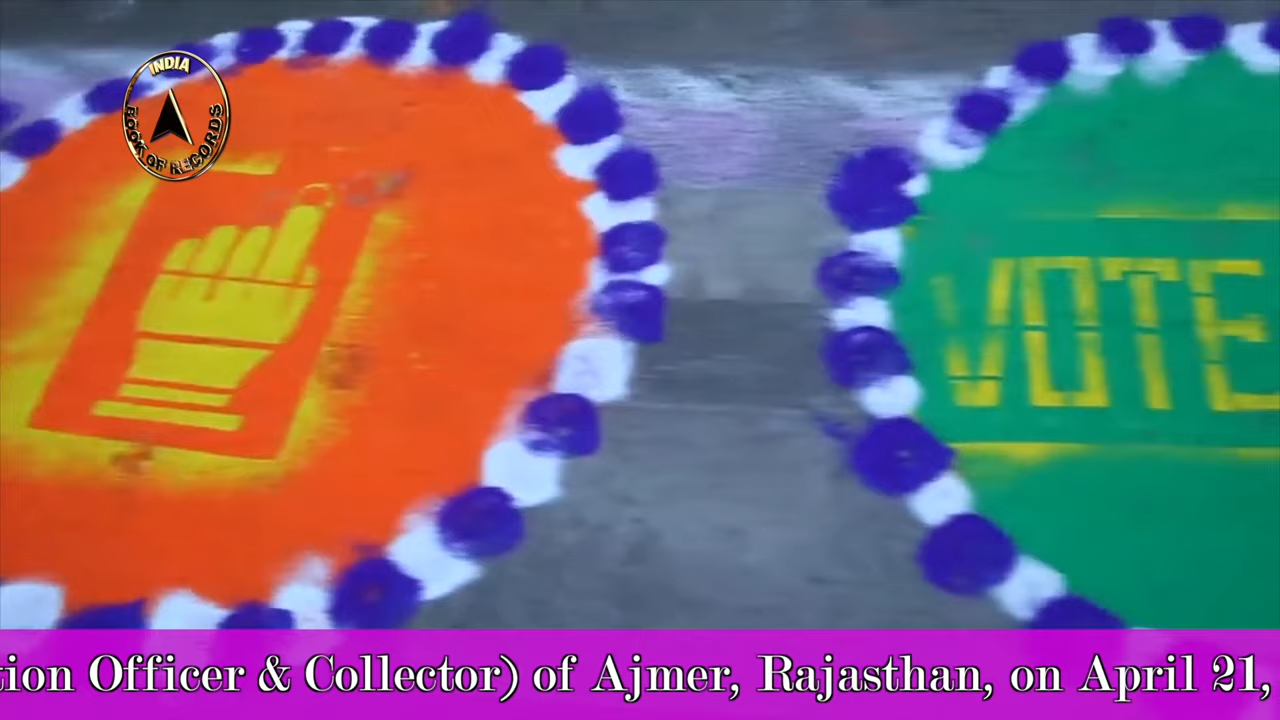 INDIA
BOOK OF RECORDS
VOTE
tion Officer & Collector) of Ajmer, Rajasthan, on April 21,